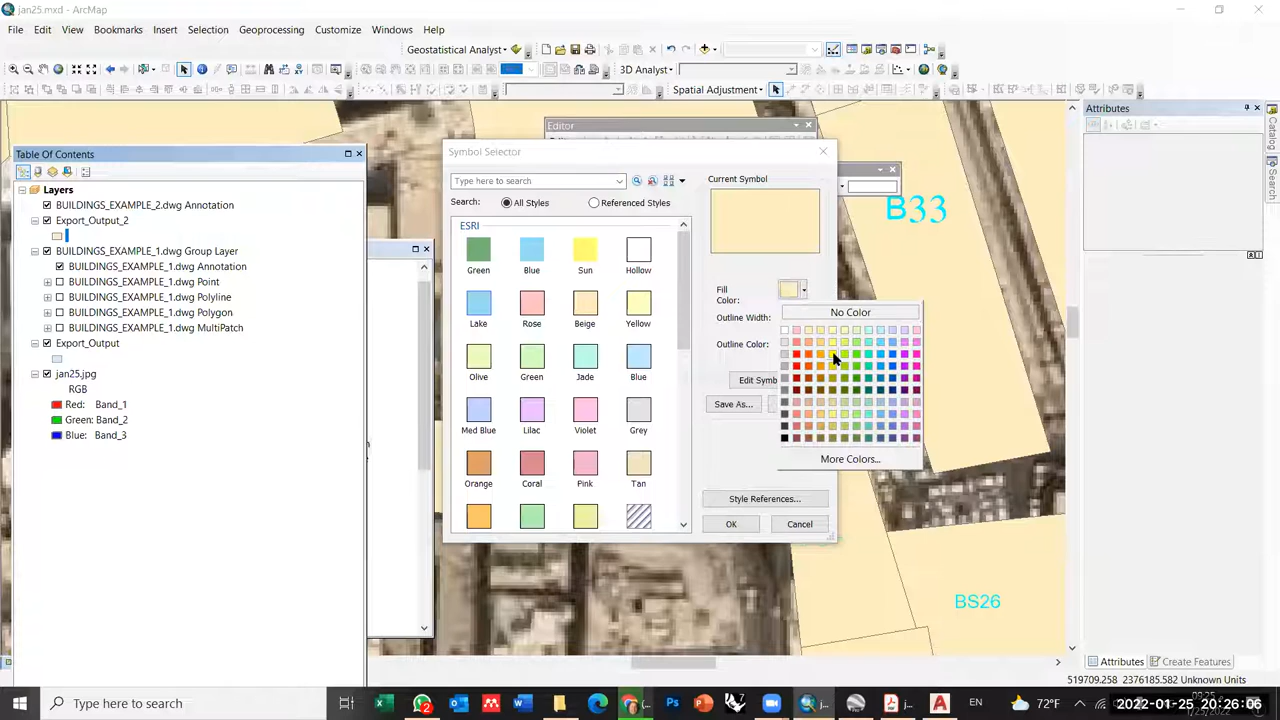 jan25.mxd - ArcMap
File Edit View Bookmarks Insert Selection Geoprocessing Customize Windows Help
Geostatistical Analyst
3D Analyst
Spatial Adjustment
Table Of Contents
Layers
BUILDINGS_EXAMPLE_2.dwg Annotation
Export_Output_2
BUILDINGS_EXAMPLE_1.dwg Group Layer
BUILDINGS_EXAMPLE_1.dwg Annotation
BUILDINGS_EXAMPLE_1.dwg Point
BUILDINGS_EXAMPLE_1.dwg Polyline
BUILDINGS_EXAMPLE_1.dwg Polygon
BUILDINGS_EXAMPLE_1.dwg MultiPatch
Export_Output
jan25.jpg
RGB
Red: Band_1
Green: Band_2
Blue: Band_3
Editor
Symbol Selector
Type here to search
Search: All Styles Referenced Styles
ESRI
Green Blue Sun Hollow
Lake Rose Beige Yellow
Olive Green Jade Blue
Med Blue Lilac Violet Grey
Orange Coral Pink Tan
Current Symbol
Fill
Color:
Outline Width:
Outline Color:
Edit Symb
Save As...
No Color
More Colors...
Style References...
OK Cancel
B33
BS26
Attributes
Catalog
Search
Attributes Create Features
519709.258 2376185.582 Unknown Units
Type here to search
2
72°F
EN
2022-01-25 20:26:06